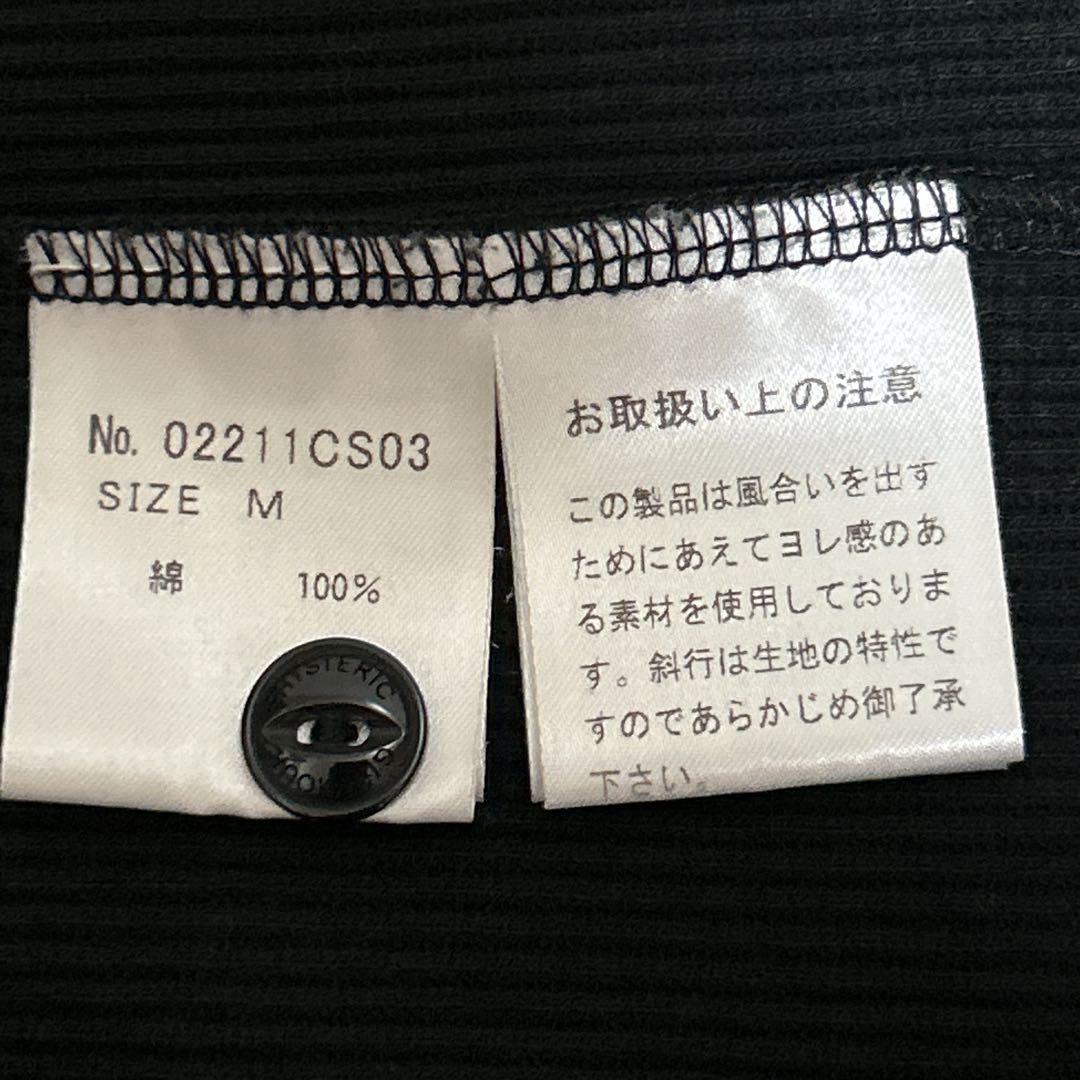 No. 02211CS03
SIZE M
綿 100%
HYSTERIC
お取扱い上の注意
この製品は風合いを出す
ためにあえてヨレ感のあ
る素材を使用しておりま
す。斜行は生地の特性で
すのであらかじめ御了承
下さい。